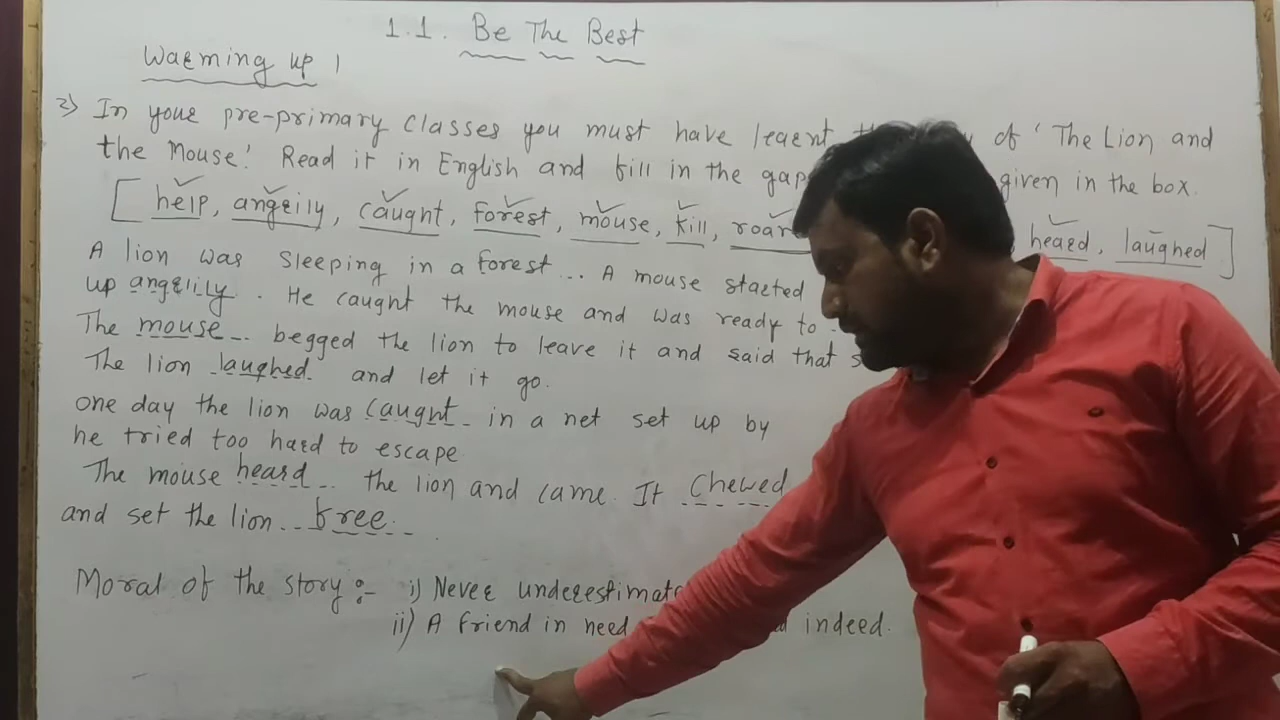 1.1. Be The Best
Warming up 1
2) In your pre-primary classes you must have learnt of 'The Lion and
the Mouse'. Read it in English and fill in the gaps given in the box.
[help, angrily, caught, forest, mouse, kill, roar heard, laughed]
A lion was sleeping in a forest... A mouse started
up angrily. He caught the mouse and was ready to
The mouse.. begged the lion to leave it and said that
The lion laughed. and let it go.
one day the lion was caught.. in a net set up by
he tried too hard to escape
The mouse heard.. the lion and came. It chewed
and set the lion...free....
Moral of the story :- i) Never underestimate
ii) A friend in need indeed.